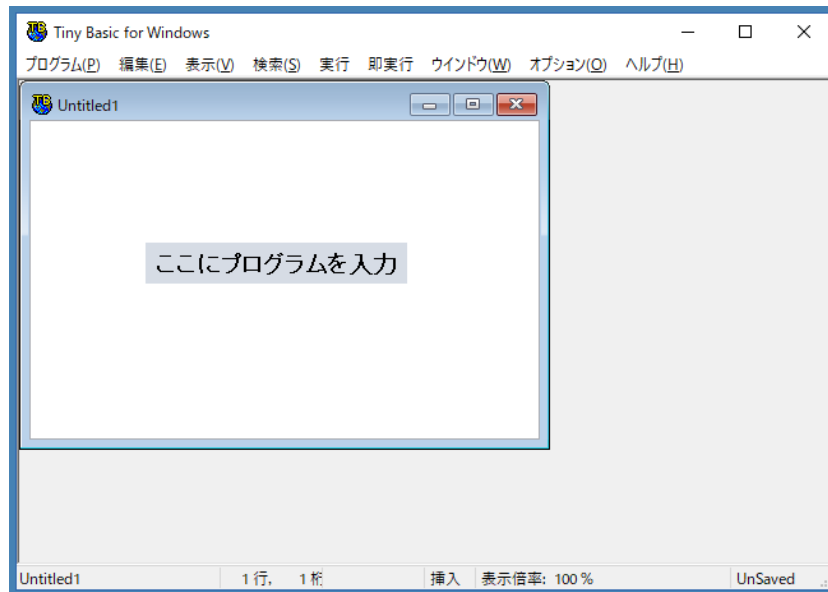 Tiny Basic for Windows
プログラム(P) 編集(E) 表示(V) 検索(S) 実行 即実行 ウインドウ(W) オプション(O) ヘルプ(H)
Untitled1
ここにプログラムを入力
Untitled1 1行, 1桁 挿入 表示倍率: 100 % UnSaved